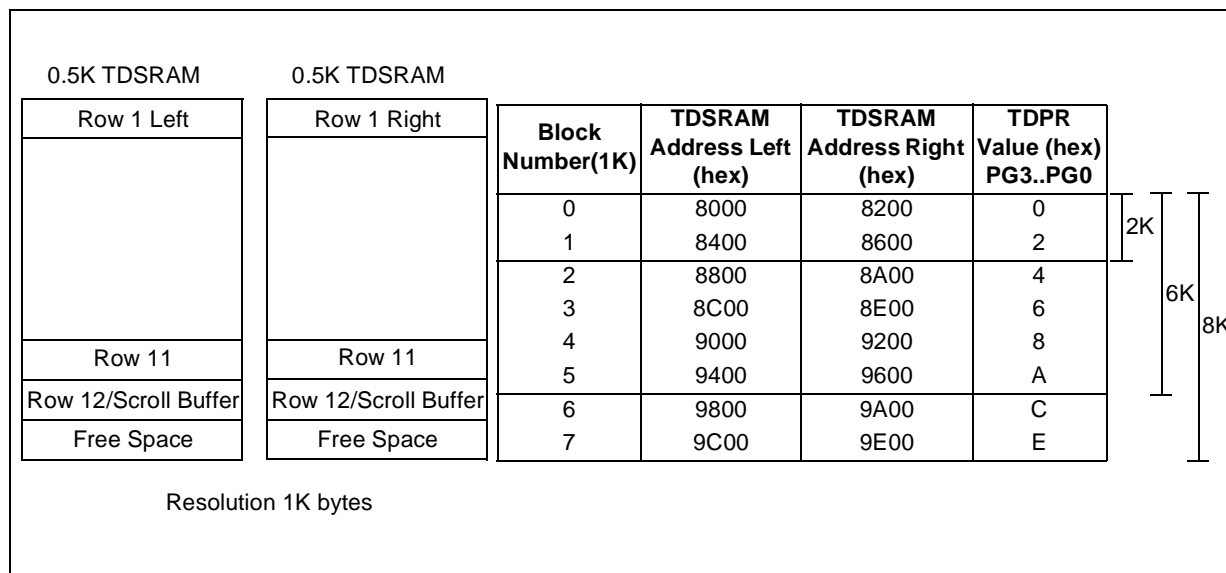 0.5K TDSRAM 0.5K TDSRAM
Row 1 Left Row 1 Right
Row 11 Row 11
Row 12/Scroll Buffer Row 12/Scroll Buffer
Free Space Free Space
Resolution 1K bytes
Block Number(1K) TDSRAM Address Left (hex) TDSRAM Address Right (hex) TDPR Value (hex) PG3..PG0
0 8000 8200 0
1 8400 8600 2
2 8800 8A00 4
3 8C00 8E00 6
4 9000 9200 8
5 9400 9600 A
6 9800 9A00 C
7 9C00 9E00 E
2K
6K
8K